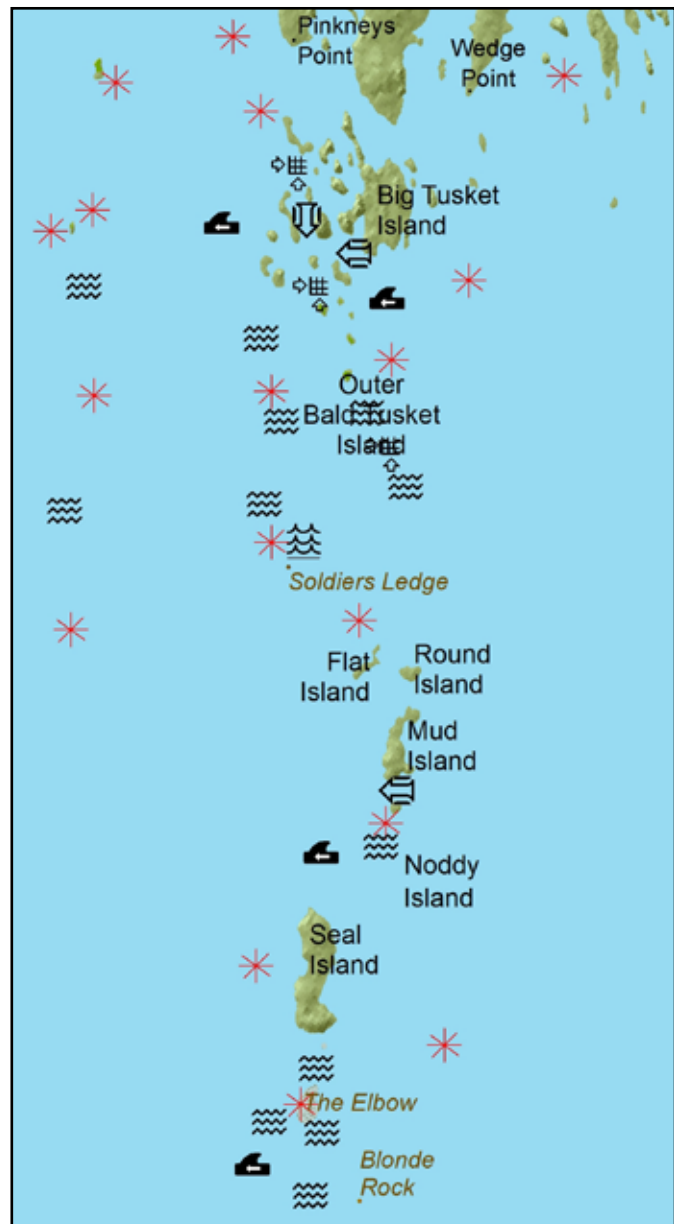 Pinkneys
Point
Wedge
Point
Big Tusket
Island
Outer
Bald Tusket
Island
Soldiers Ledge
Flat
Island
Round
Island
Mud
Island
Noddy
Island
Seal
Island
The Elbow
Blonde
Rock